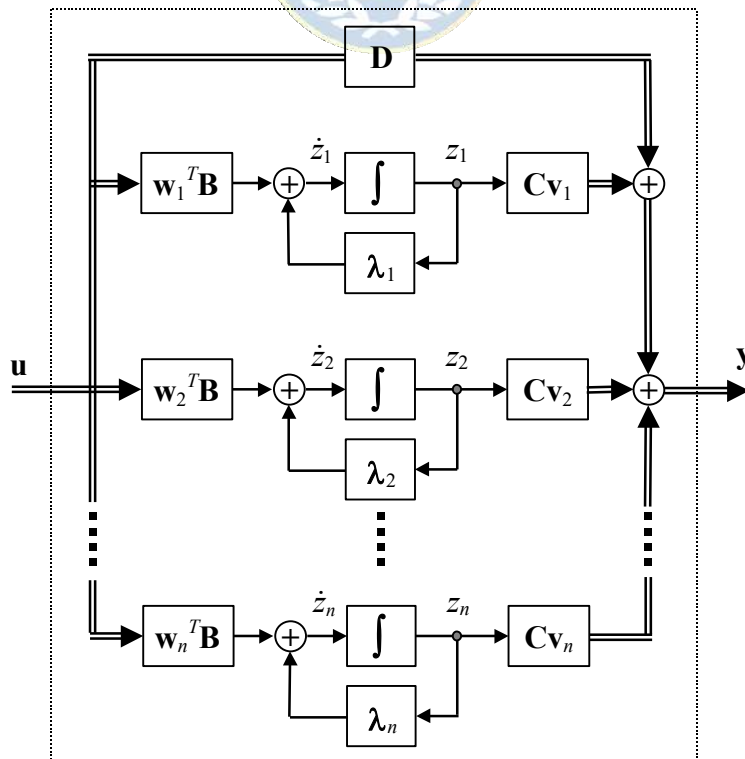 D
ż₁ z₁
w₁ᵀB + ∫ Cv₁ +
λ₁
u ż₂ z₂ y
w₂ᵀB + ∫ Cv₂ +
λ₂
żₙ zₙ
wₙᵀB + ∫ Cvₙ
λₙ